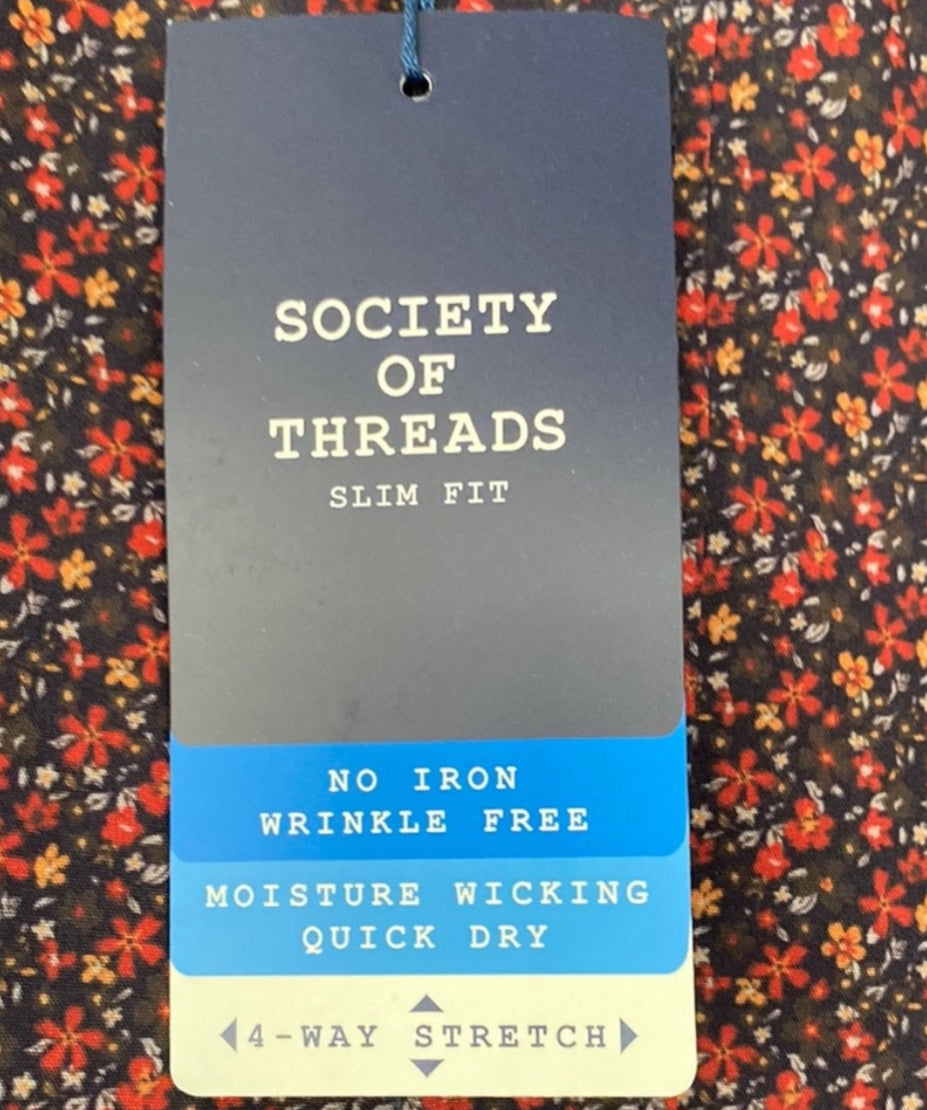 SOCIETY
OF
THREADS
SLIM FIT
NO IRON
WRINKLE FREE
MOISTURE WICKING
QUICK DRY
4-WAY STRETCH